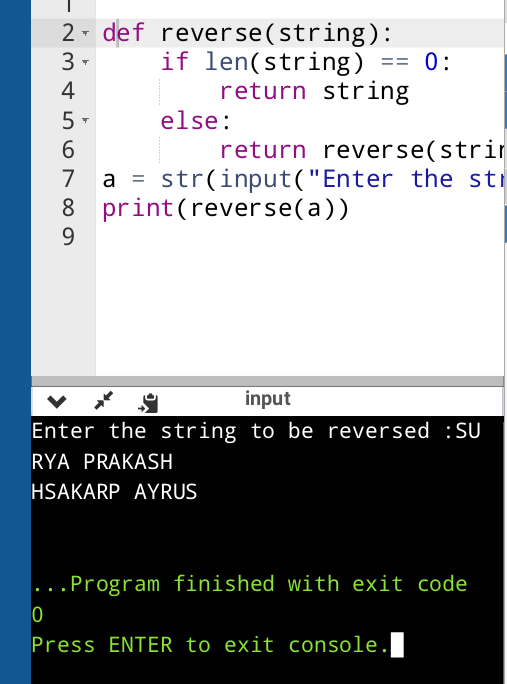 1
2 def reverse(string):
3 if len(string) == 0:
4 return string
5 else:
6 return reverse(strin
7 a = str(input("Enter the str
8 print(reverse(a))
9
input
Enter the string to be reversed :SU
RYA PRAKASH
HSAKARP AYRUS
...Program finished with exit code
0
Press ENTER to exit console.